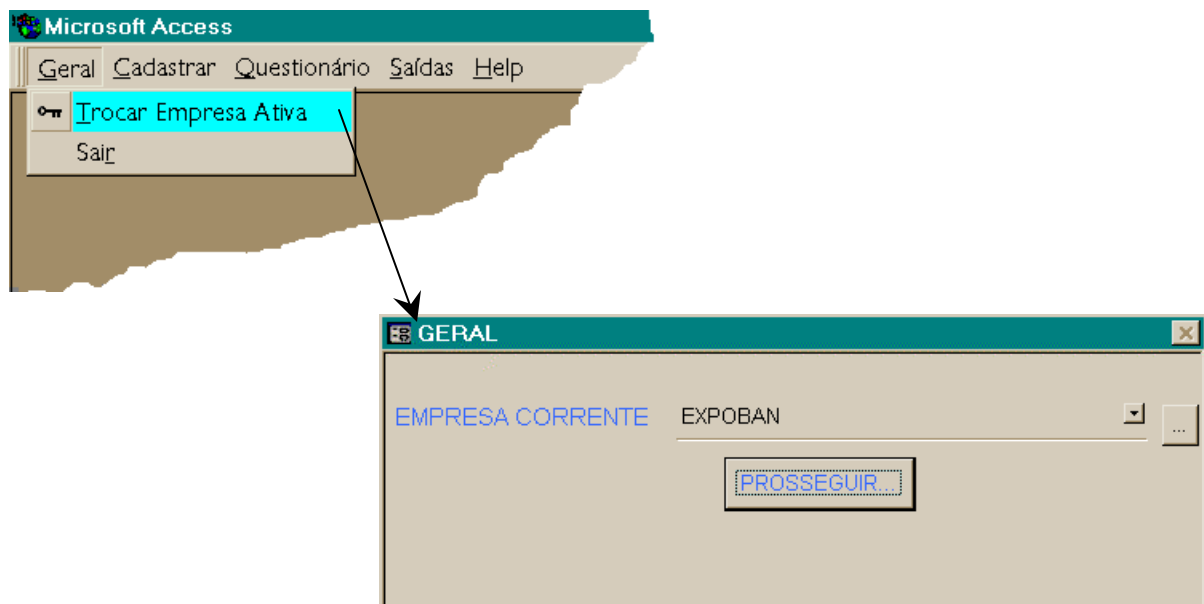 Microsoft Access
Geral Cadastrar Questionário Saídas Help
Trocar Empresa Ativa
Sair
GERAL
EMPRESA CORRENTE EXPOBAN ...
PROSSEGUIR...